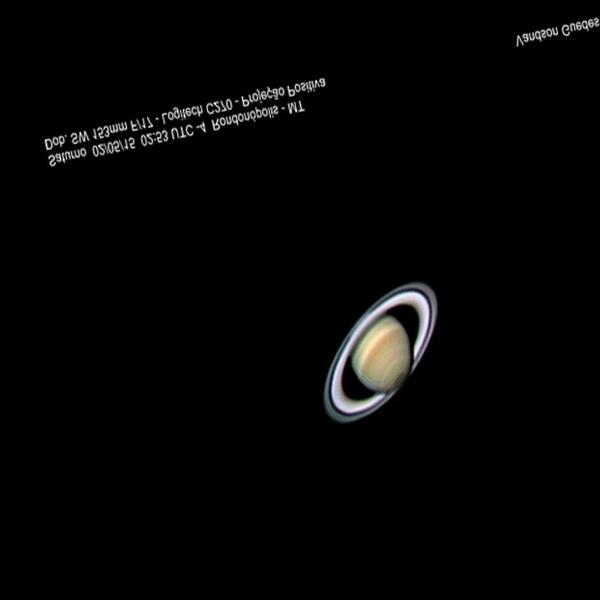 Saturno 02/05/15 02:53 UTC -4 Rondonópolis - MT
Dob. SW 153mm F/17 - Logitech C270 - Projeção Positiva
Vandson Guedes